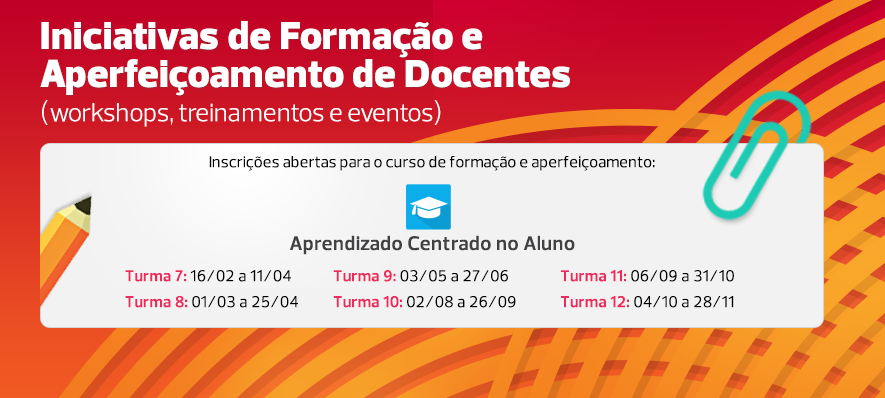 Iniciativas de Formação e
Aperfeiçoamento de Docentes
(workshops, treinamentos e eventos)
Inscrições abertas para o curso de formação e aperfeiçoamento:
Aprendizado Centrado no Aluno
Turma 7: 16/02 a 11/04 Turma 9: 03/05 a 27/06 Turma 11: 06/09 a 31/10
Turma 8: 01/03 a 25/04 Turma 10: 02/08 a 26/09 Turma 12: 04/10 a 28/11